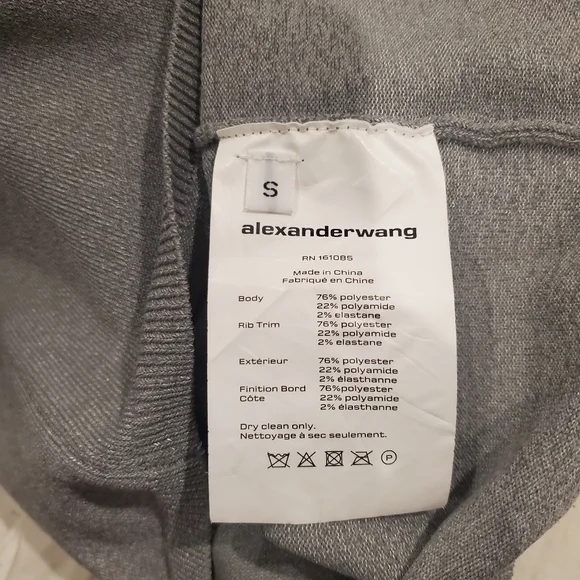 S
alexanderwang
RN 161085
Made in China
Fabriqué en Chine
Body 76% polyester
22% polyamide
2% elastane
Rib Trim 76% polyester
22% polyamide
2% elastane
Extérieur 76% polyester
22% polyamide
2% élasthanne
Finition Bord 76%polyester
Côte 22% polyamide
2% élasthanne
Dry clean only.
Nettoyage à sec seulement.
P